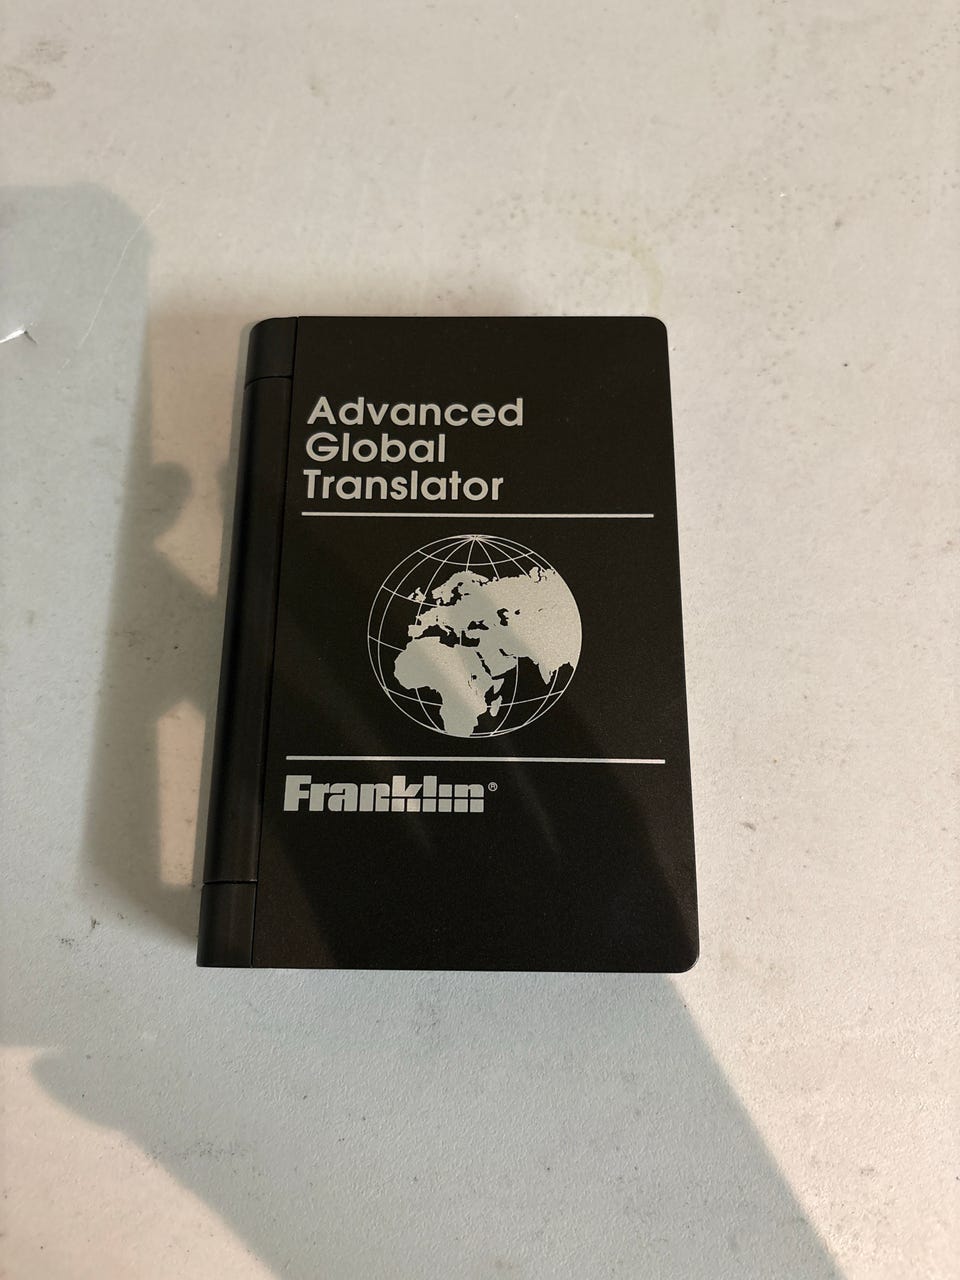 Advanced
Global
Translator
Franklin®